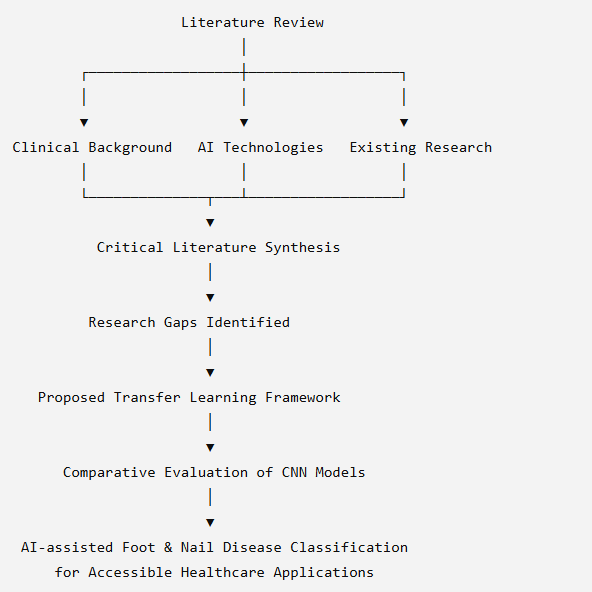 Literature Review
Clinical Background AI Technologies Existing Research
Critical Literature Synthesis
Research Gaps Identified
Proposed Transfer Learning Framework
Comparative Evaluation of CNN Models
AI-assisted Foot & Nail Disease Classification
for Accessible Healthcare Applications